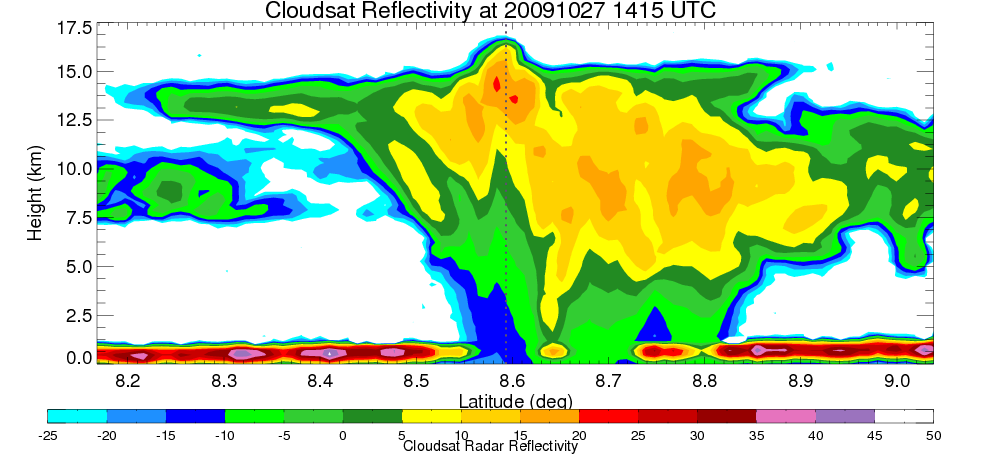 Cloudsat Reflectivity at 20091027 1415 UTC
17.5
15.0
12.5
10.0
7.5
5.0
2.5
0.0
Height (km)
8.2 8.3 8.4 8.5 8.6 8.7 8.8 8.9 9.0
Latitude (deg)
-25 -20 -15 -10 -5 0 5 10 15 20 25 30 35 40 45 50
Cloudsat Radar Reflectivity